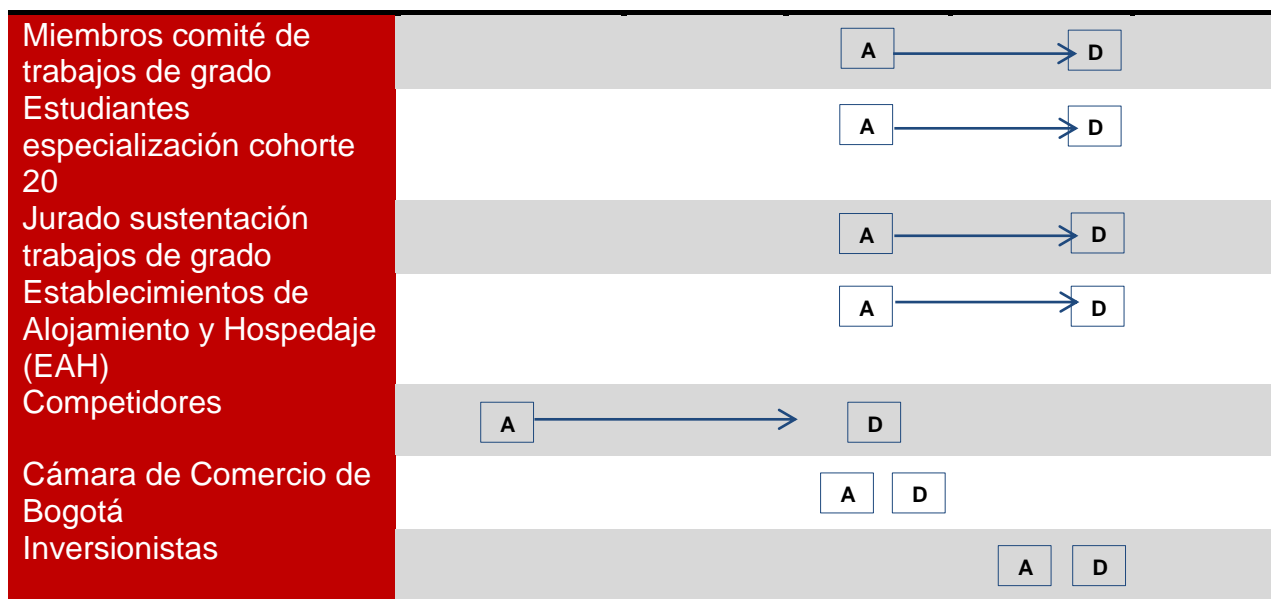 Miembros comité de
trabajos de grado
A D
Estudiantes
especialización cohorte
20
A D
Jurado sustentación
trabajos de grado
A D
Establecimientos de
Alojamiento y Hospedaje
(EAH)
A D
Competidores
A D
Cámara de Comercio de
Bogotá
A D
Inversionistas
A D